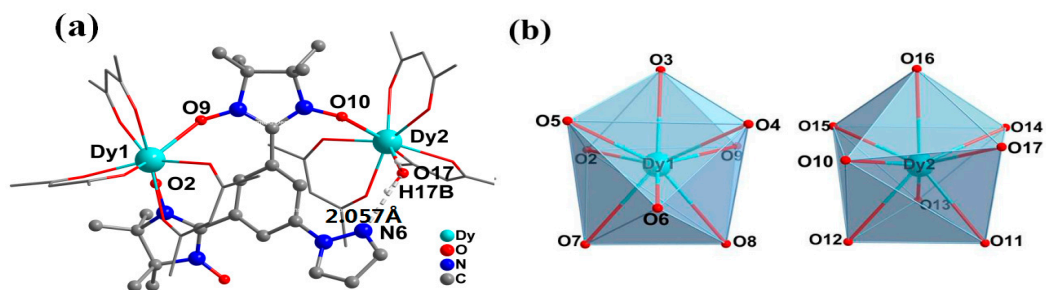 (a)
O9
O10
Dy1
Dy2
O2
O17
H17B
2.057Å
N6
Dy
O
N
C
(b)
O3
O5
O4
O2
Dy1
O9
O6
O7
O8
O16
O15
O14
O10
Dy2
O17
O13
O12
O11